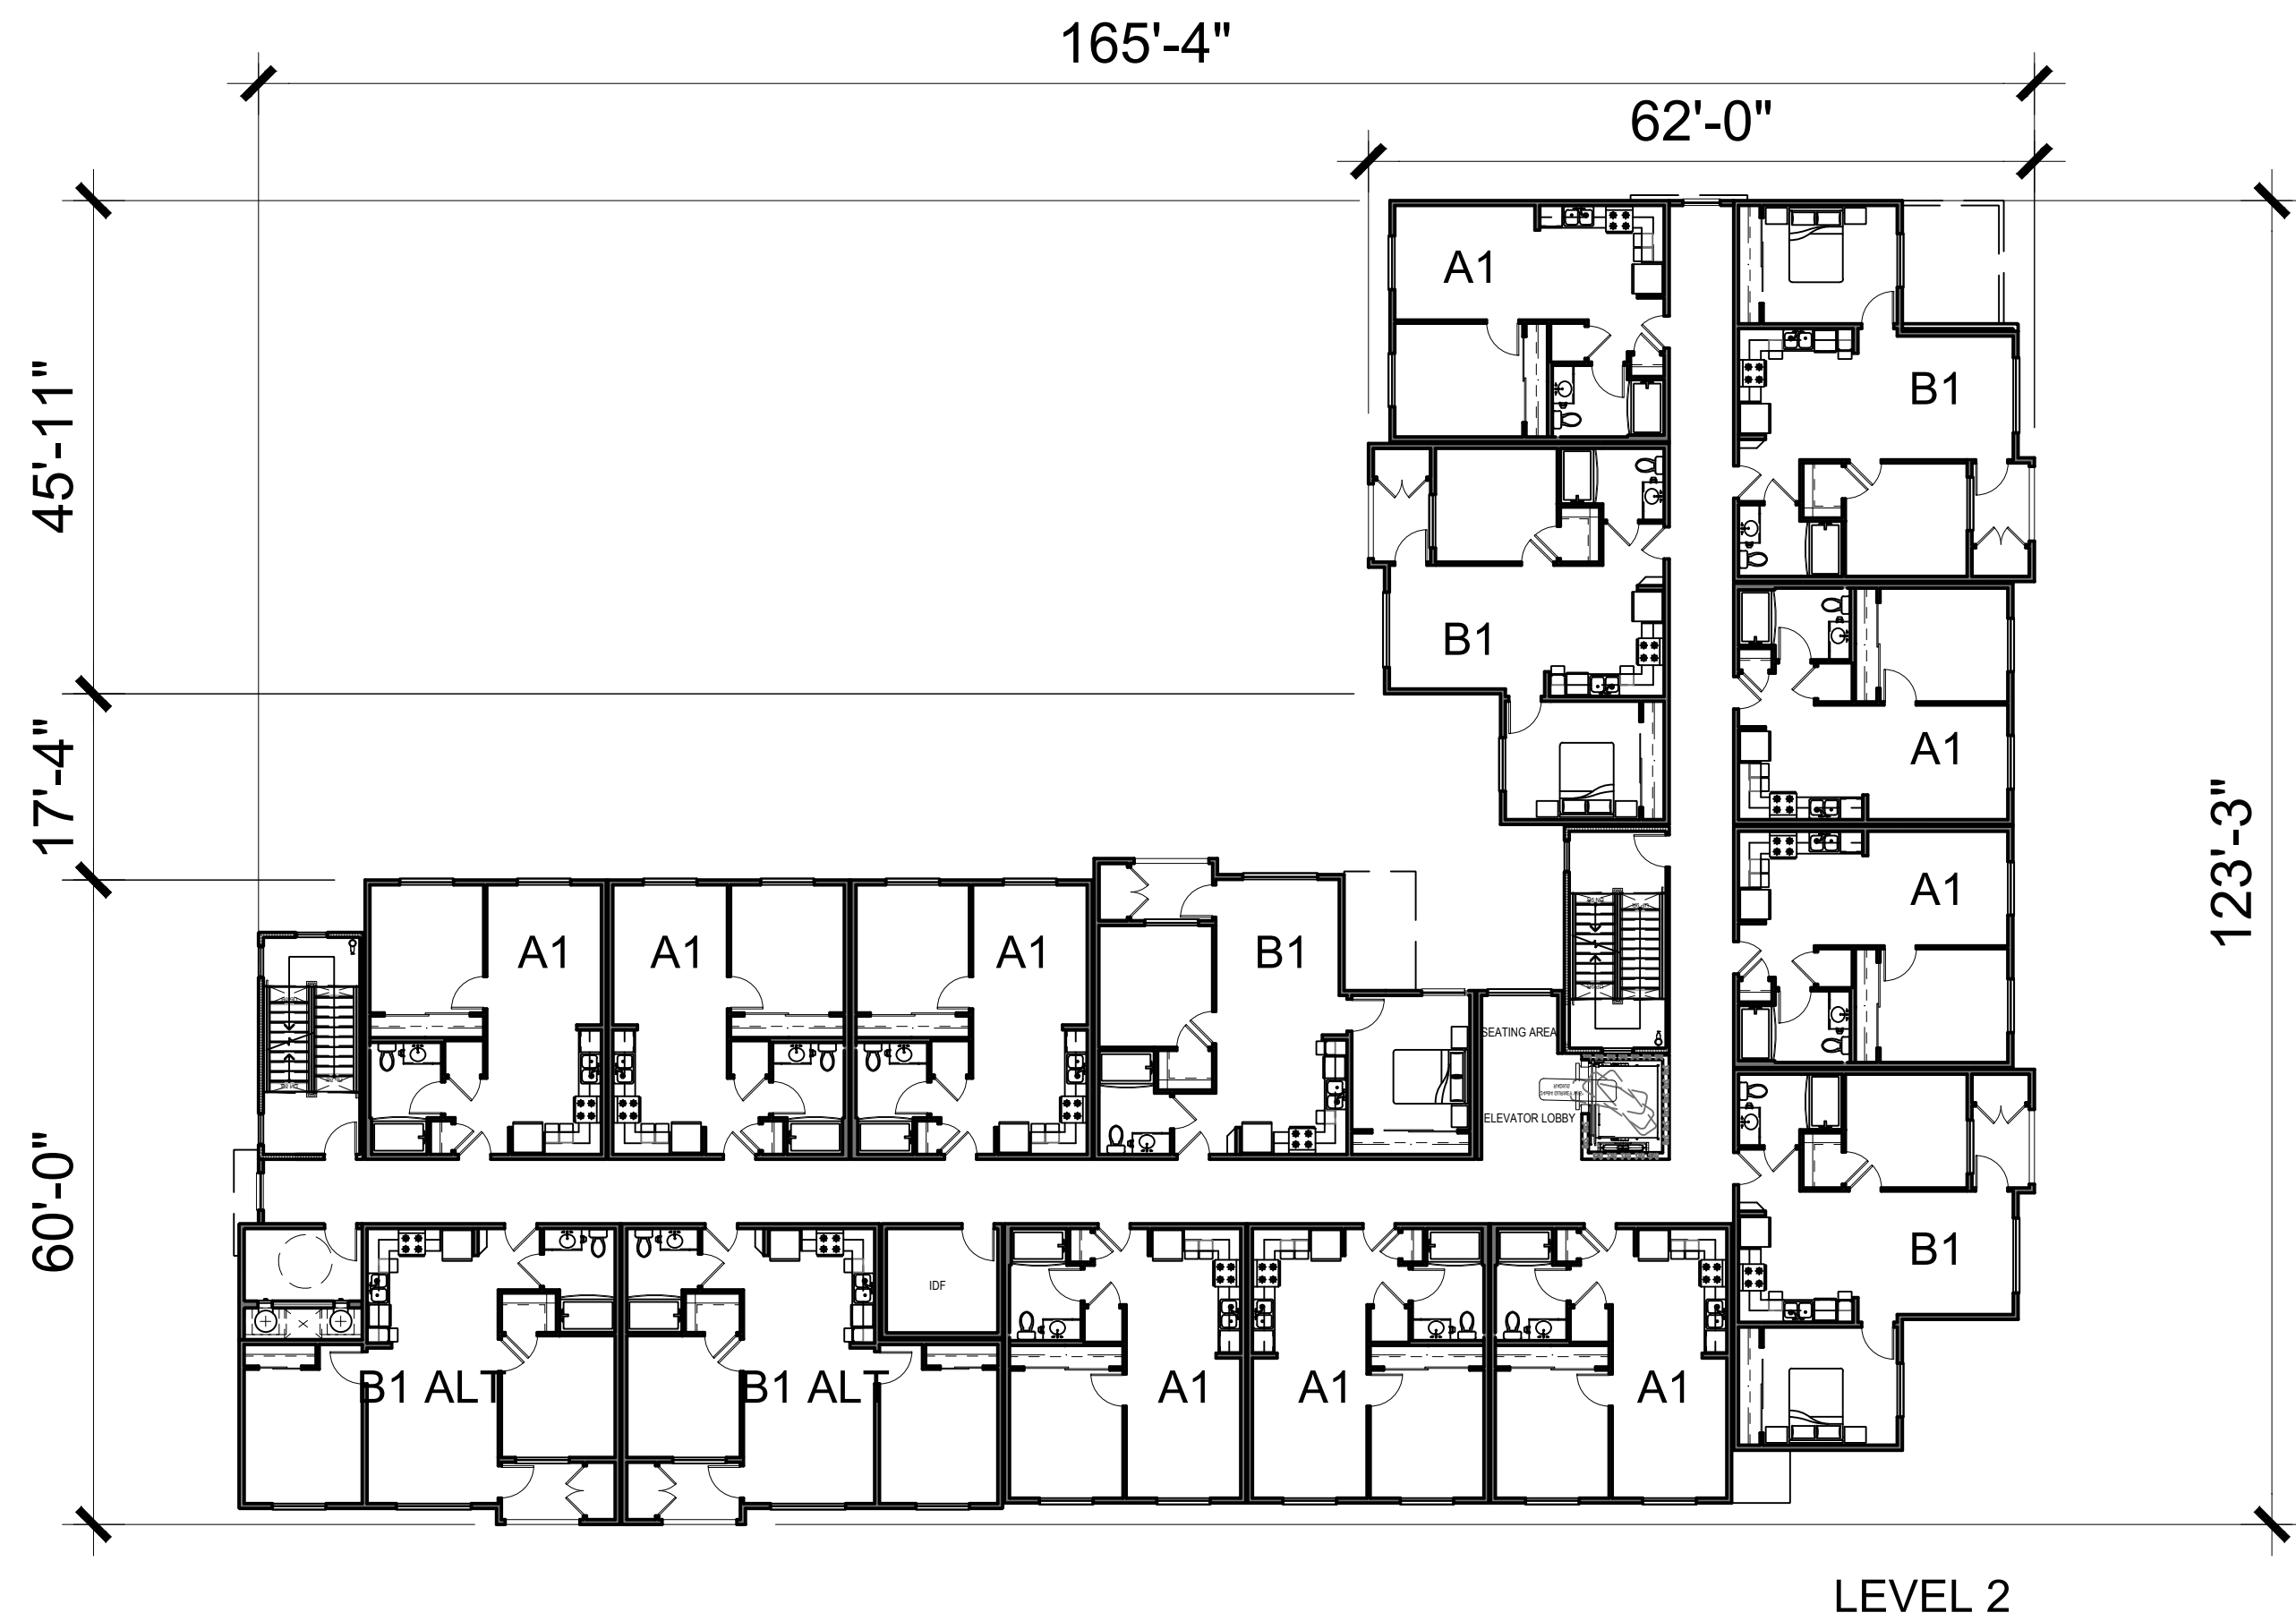 165'-4"
62'-0"
A1
B1
45'-11"
B1
A1
17'-4"
123'-3"
A1
A1
A1
A1
B1
SEATING AREA
ELEVATOR LOBBY
60'-0"
B1
IDF
B1 ALT
B1 ALT
A1
A1
A1
LEVEL 2